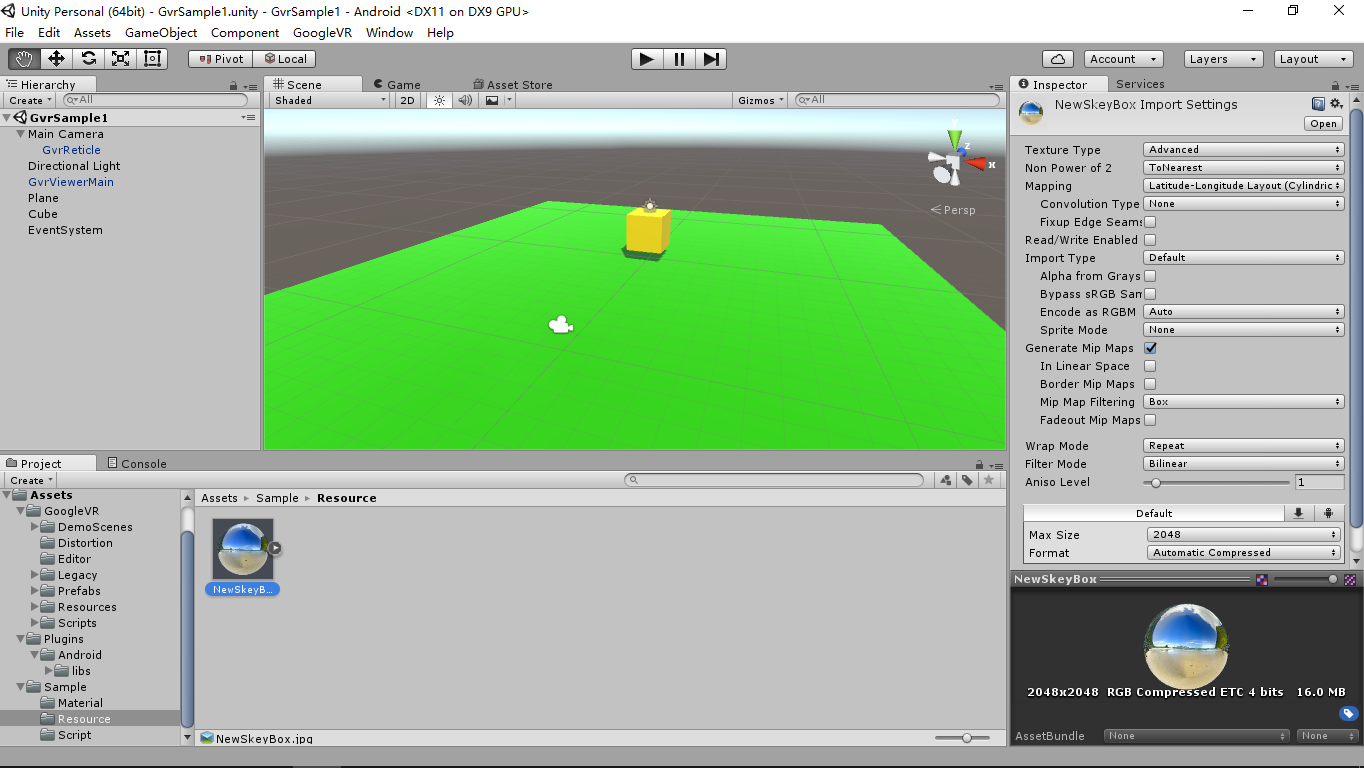 Unity Personal (64bit) - GvrSample1.unity - GvrSample1 - Android <DX11 on DX9 GPU>
File Edit Assets GameObject Component GoogleVR Window Help
Pivot Local Account Layers Layout
Hierarchy
Create All
GvrSample1
Main Camera
GvrReticle
Directional Light
GvrViewerMain
Plane
Cube
EventSystem
Scene Game Asset Store
Shaded 2D Gizmos All
y
z
x
Persp
Inspector Services
NewSkeyBox Import Settings
Open
Texture Type Advanced
Non Power of 2 ToNearest
Mapping Latitude-Longitude Layout (Cylindric
Convolution Type None
Fixup Edge Seams
Read/Write Enabled
Import Type Default
Alpha from Grays
Bypass sRGB Sam
Encode as RGBM Auto
Sprite Mode None
Generate Mip Maps
In Linear Space
Border Mip Maps
Mip Map Filtering Box
Fadeout Mip Maps
Wrap Mode Repeat
Filter Mode Bilinear
Aniso Level 1
Default
Max Size 2048
Format Automatic Compressed
NewSkeyBox
2048x2048 RGB Compressed ETC 4 bits 16.0 MB
AssetBundle None None
Project Console
Create
Assets
GoogleVR
DemoScenes
Distortion
Editor
Legacy
Prefabs
Resources
Scripts
Plugins
Android
libs
Sample
Material
Resource
Script
Assets Sample Resource
NewSkeyB...
NewSkeyBox.jpg